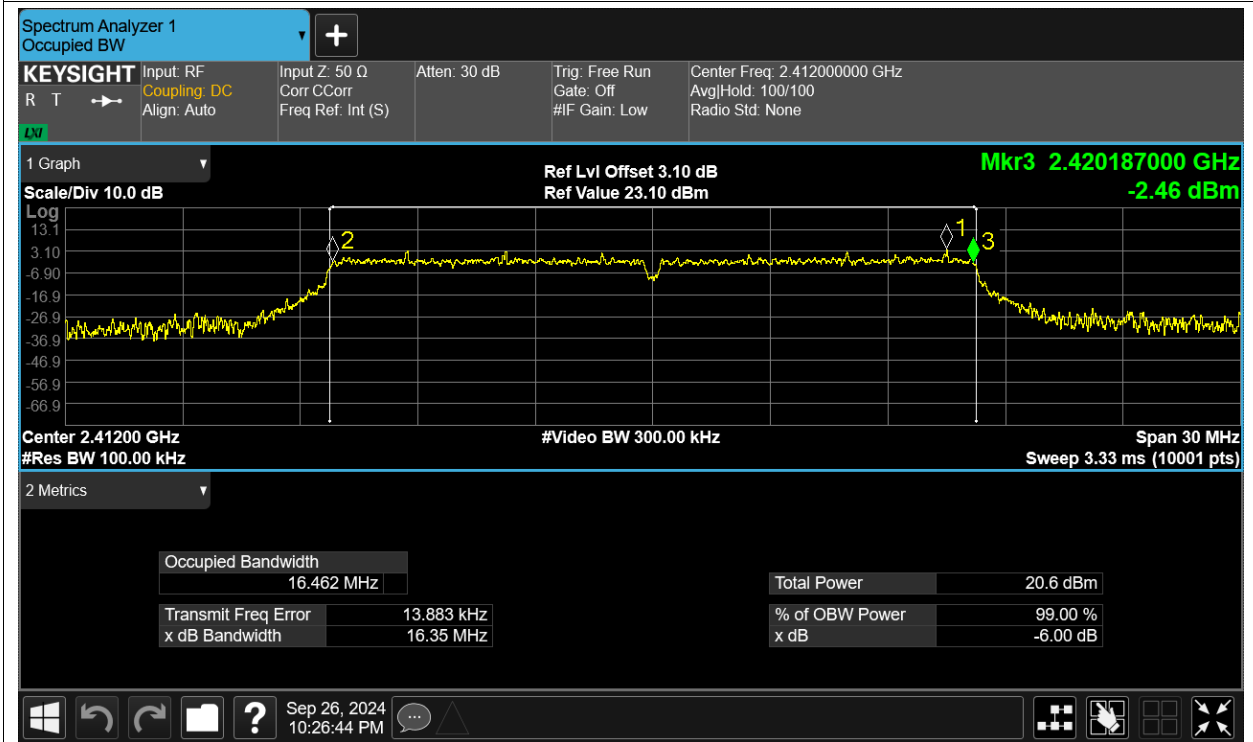 Spectrum Analyzer 1
Occupied BW
KEYSIGHT
R T
LXI
Input: RF
Coupling: DC
Align: Auto
Input Z: 50 Ω
Corr CCorr
Freq Ref: Int (S)
Atten: 30 dB
Trig: Free Run
Gate: Off
#IF Gain: Low
Center Freq: 2.412000000 GHz
Avg|Hold: 100/100
Radio Std: None
1 Graph
Scale/Div 10.0 dB
Ref Lvl Offset 3.10 dB
Ref Value 23.10 dBm
Mkr3 2.420187000 GHz
-2.46 dBm
Log
13.1
3.10
-6.90
-16.9
-26.9
-36.9
-46.9
-56.9
-66.9
2
1
3
Center 2.41200 GHz
#Res BW 100.00 kHz
#Video BW 300.00 kHz
Span 30 MHz
Sweep 3.33 ms (10001 pts)
2 Metrics
Occupied Bandwidth
16.462 MHz
Transmit Freq Error 13.883 kHz
x dB Bandwidth 16.35 MHz
Total Power 20.6 dBm
% of OBW Power 99.00 %
x dB -6.00 dB
?
Sep 26, 2024
10:26:44 PM